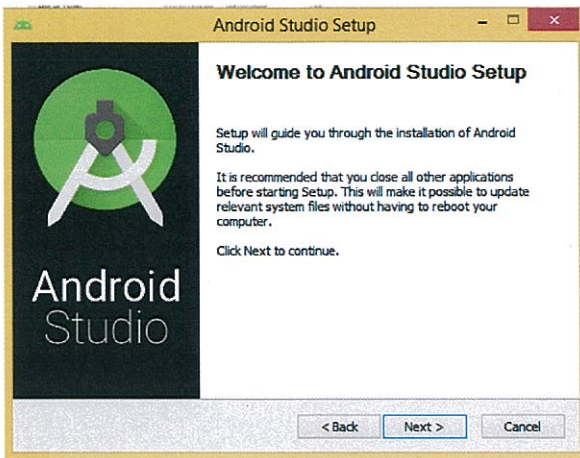 Android Studio Setup
Welcome to Android Studio Setup
Setup will guide you through the installation of Android
Studio.
It is recommended that you close all other applications
before starting Setup. This will make it possible to update
relevant system files without having to reboot your
computer.
Click Next to continue.
Android
Studio
< Back
Next >
Cancel